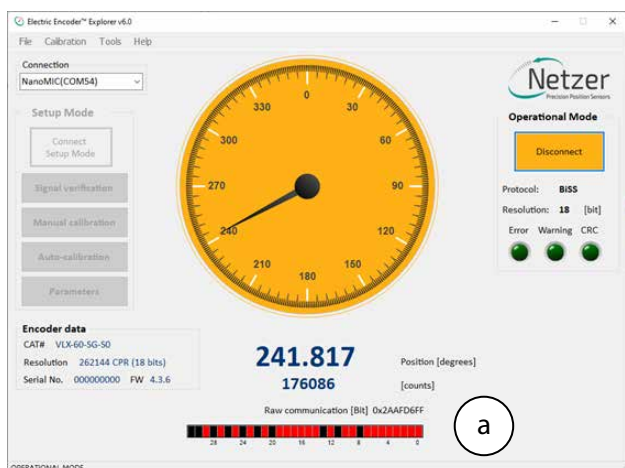 Electric Encoder™ Explorer v6.0
File Calibration Tools Help
Connection
NanoMIC(COM54)
Setup Mode
Connect
Setup Mode
Signal verification
Manual calibration
Auto-calibration
Parameters
0
30
60
90
120
150
180
210
240
270
300
330
Netzer
Precision Position Sensors
Operational Mode
Disconnect
Protocol: BiSS
Resolution: 18 [bit]
Error Warning CRC
Encoder data
CAT# VLX-60-SG-S0
Resolution 262144 CPR (18 bits)
Serial No. 000000000 FW 4.3.6
241.817 Position [degrees]
176086 [counts]
Raw communication [Bit] 0x2AAFD6FF
28 24 20 16 12 8 4 0
a
OPERATIONAL MODE